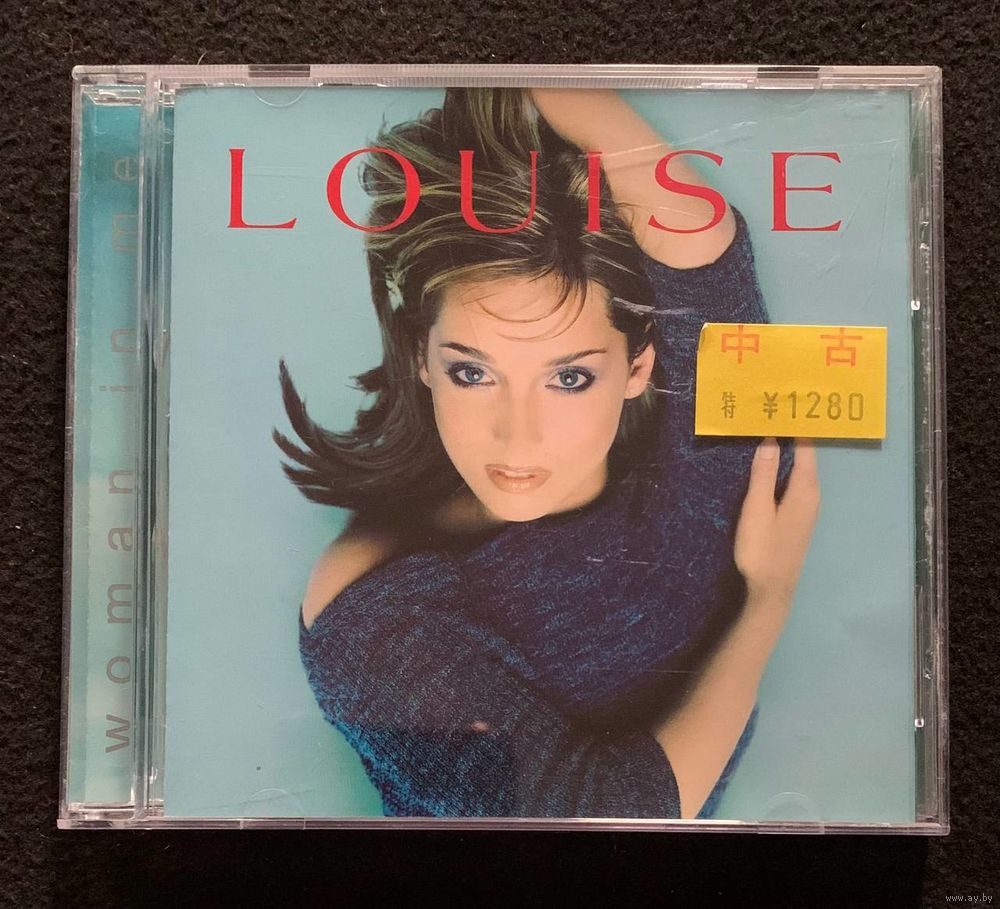 LOUISE
woman in me
中 古
特 ¥1280
www.ay.by